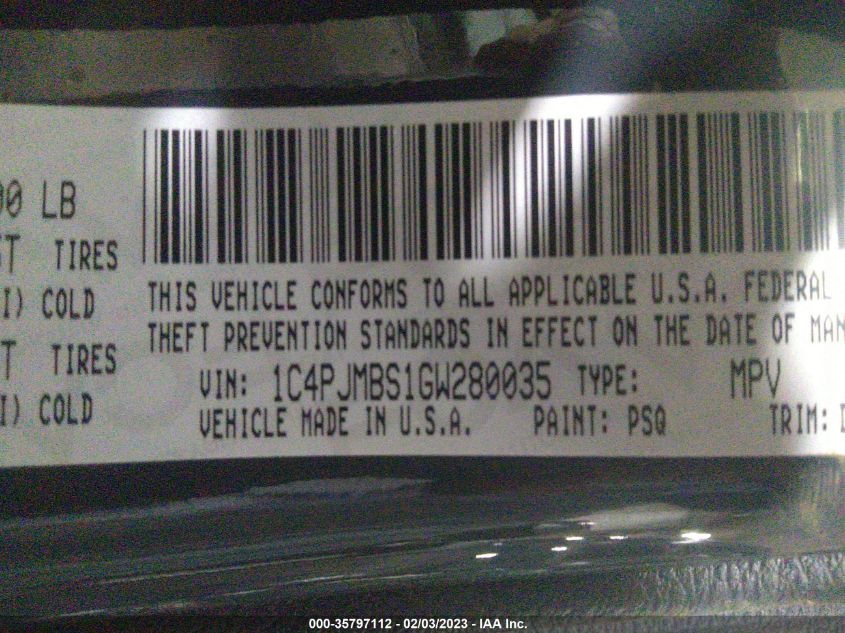 00 LB
ST TIRES
I) COLD
T TIRES
I) COLD
THIS VEHICLE CONFORMS TO ALL APPLICABLE U.S.A. FEDERAL
THEFT PREVENTION STANDARDS IN EFFECT ON THE DATE OF MAN
VIN: 1C4PJMBS1GW280035 TYPE: MPV
VEHICLE MADE IN U.S.A. PAINT: PSQ TRIM:
000-35797112 - 02/03/2023 - IAA Inc.